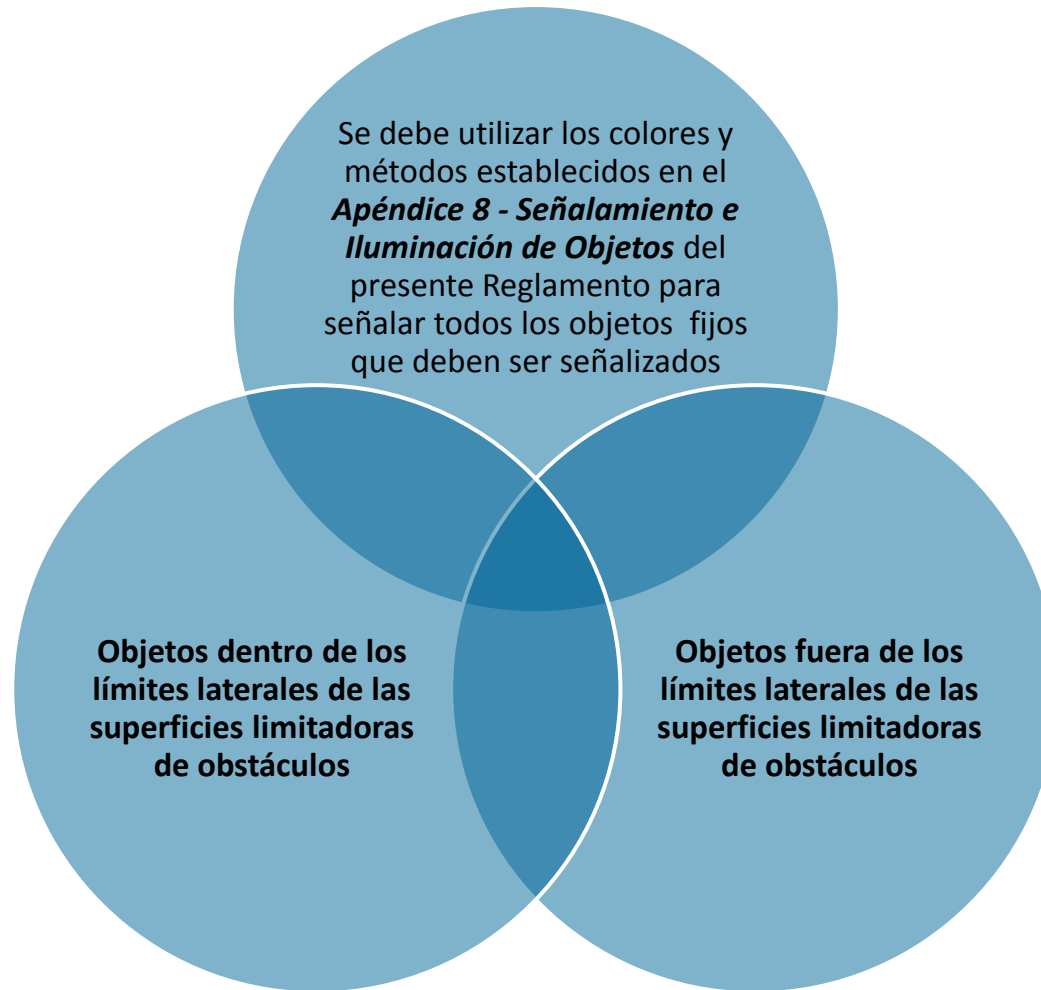 Se debe utilizar los colores y
métodos establecidos en el
Apéndice 8 - Señalamiento e
Iluminación de Objetos del
presente Reglamento para
señalar todos los objetos fijos
que deben ser señalizados
Objetos dentro de los
límites laterales de las
superficies limitadoras
de obstáculos
Objetos fuera de los
límites laterales de las
superficies limitadoras
de obstáculos